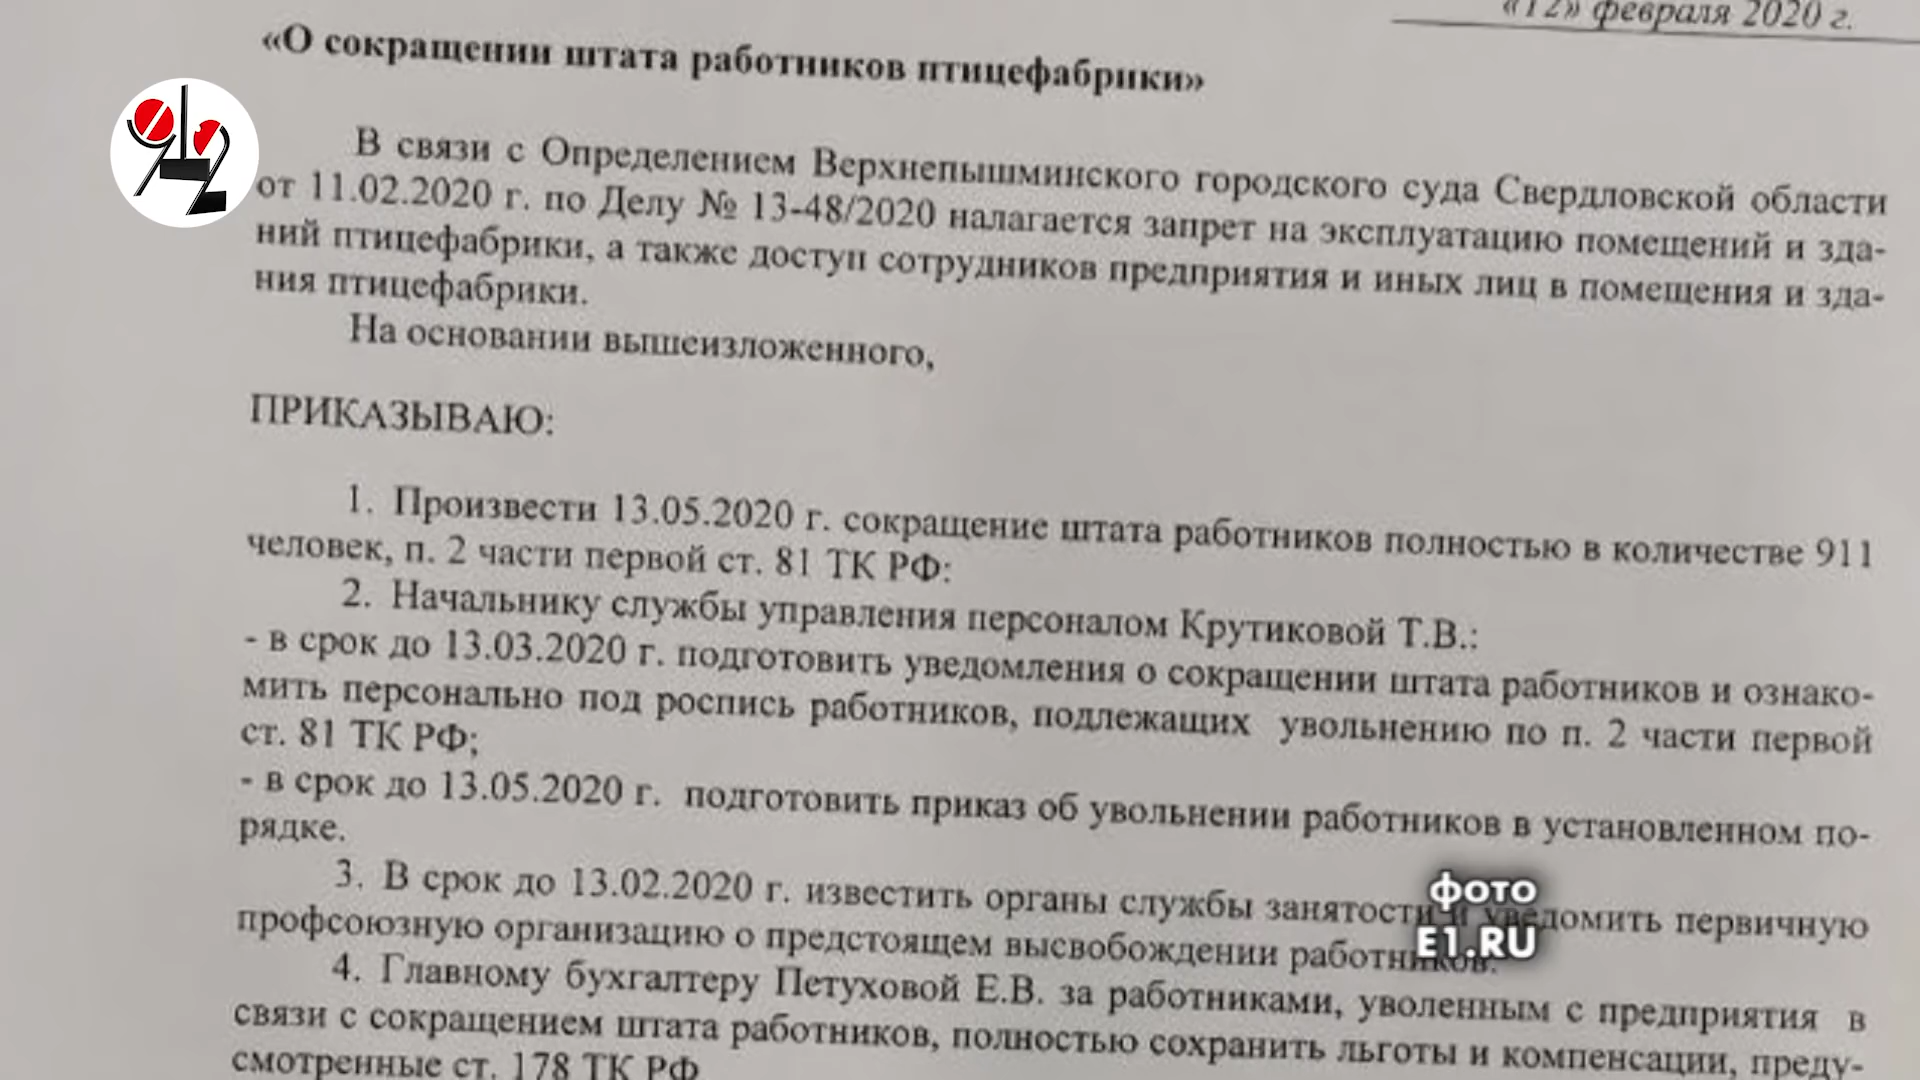 «12» февраля 2020 г.
«О сокращении штата работников птицефабрики»
В связи с Определением Верхнепышминского городского суда Свердловской области
от 11.02.2020 г. по Делу № 13-48/2020 налагается запрет на эксплуатацию помещений и зда-
ний птицефабрики, а также доступ сотрудников предприятия и иных лиц в помещения и зда-
ния птицефабрики.
На основании вышеизложенного,
ПРИКАЗЫВАЮ:
1. Произвести 13.05.2020 г. сокращение штата работников полностью в количестве 911
человек, п. 2 части первой ст. 81 ТК РФ:
2. Начальнику службы управления персоналом Крутиковой Т.В.:
- в срок до 13.03.2020 г. подготовить уведомления о сокращении штата работников и ознако-
мить персонально под роспись работников, подлежащих увольнению по п. 2 части первой
ст. 81 ТК РФ;
- в срок до 13.05.2020 г. подготовить приказ об увольнении работников в установленном по-
рядке.
3. В срок до 13.02.2020 г. известить органы службы занятости и уведомить первичную
профсоюзную организацию о предстоящем высвобождении работников.
4. Главному бухгалтеру Петуховой Е.В. за работниками, уволенным с предприятия в
связи с сокращением штата работников, полностью сохранить льготы и компенсации, преду-
смотренные ст. 178 ТК РФ
фото
E1.RU